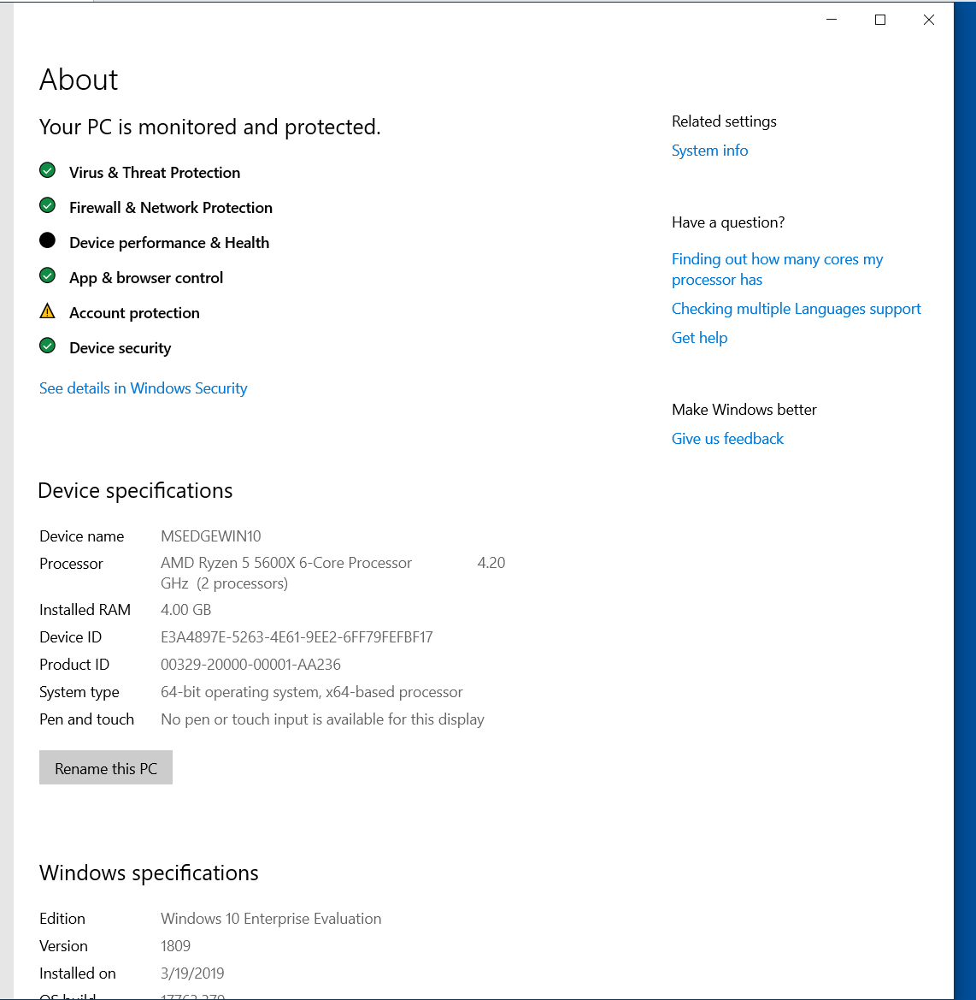 About
Your PC is monitored and protected.
Virus & Threat Protection
Firewall & Network Protection
Device performance & Health
App & browser control
Account protection
Device security
See details in Windows Security
Related settings
System info
Have a question?
Finding out how many cores my
processor has
Checking multiple Languages support
Get help
Make Windows better
Give us feedback
Device specifications
Device name MSEDGEWIN10
Processor AMD Ryzen 5 5600X 6-Core Processor 4.20
GHz (2 processors)
Installed RAM 4.00 GB
Device ID E3A4897E-5263-4E61-9EE2-6FF79FEFBF17
Product ID 00329-20000-00001-AA236
System type 64-bit operating system, x64-based processor
Pen and touch No pen or touch input is available for this display
Rename this PC
Windows specifications
Edition Windows 10 Enterprise Evaluation
Version 1809
Installed on 3/19/2019
OS build